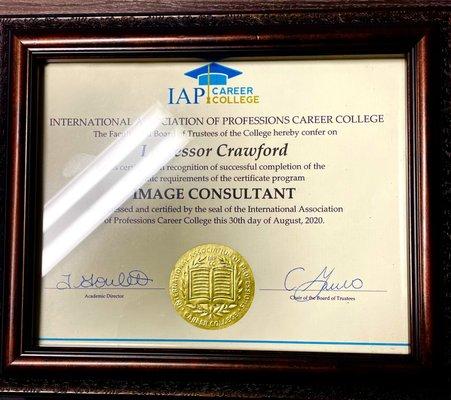 IAP CAREER COLLEGE
INTERNATIONAL ASSOCIATION OF PROFESSIONS CAREER COLLEGE
The Board of Trustees of the College hereby confer on
Crawford
recognition of successful completion of the
requirements of the certificate program
IMAGE CONSULTANT
and certified by the seal of the International Association
of Professions Career College this 30th day of August, 2020.
Academic Director
Chair of the Board of Trustees